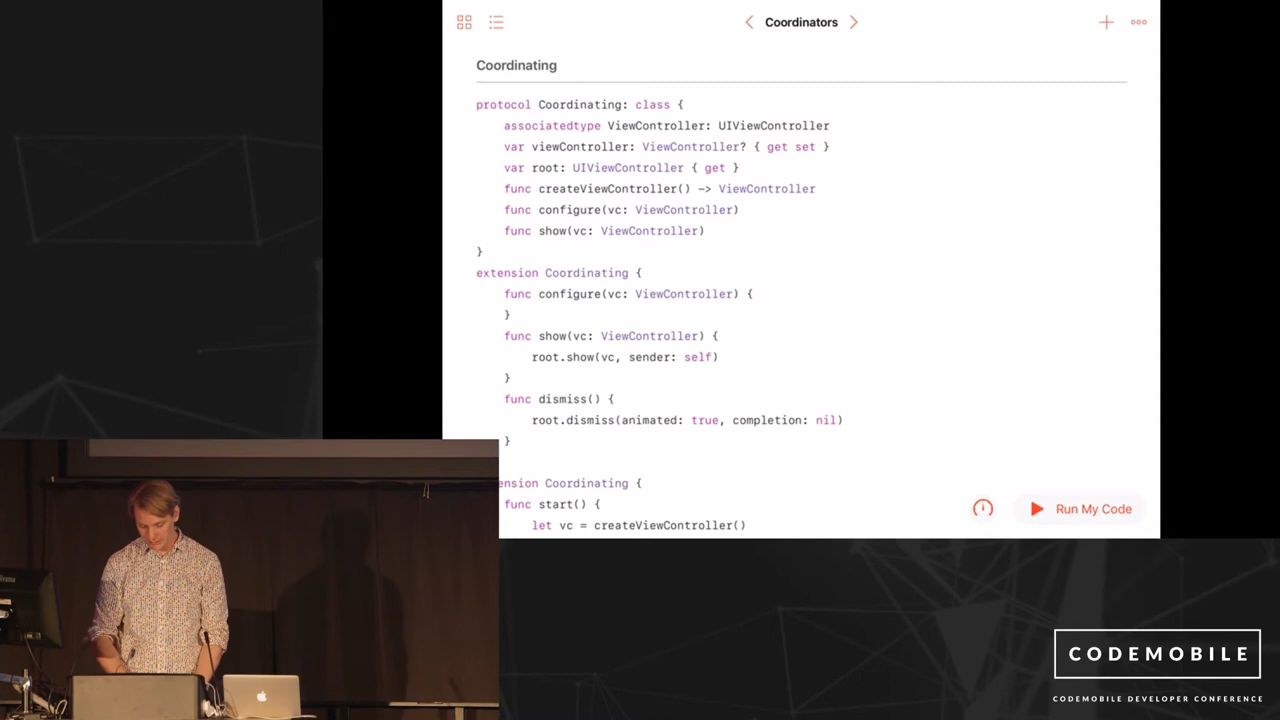 Coordinators
Coordinating
protocol Coordinating: class {
associatedtype ViewController: UIViewController
var viewController: ViewController? { get set }
var root: UIViewController { get }
func createViewController() -> ViewController
func configure(vc: ViewController)
func show(vc: ViewController)
}
extension Coordinating {
func configure(vc: ViewController) {
}
func show(vc: ViewController) {
root.show(vc, sender: self)
}
func dismiss() {
root.dismiss(animated: true, completion: nil)
}
ension Coordinating {
func start() {
let vc = createViewController()
Run My Code
CODEMOBILE
CODEMOBILE DEVELOPER CONFERENCE